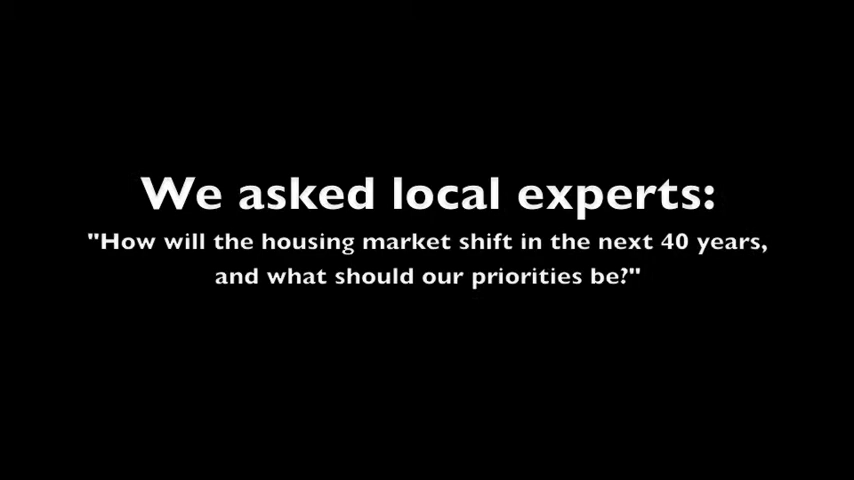 We asked local experts:
"How will the housing market shift in the next 40 years,
and what should our priorities be?"